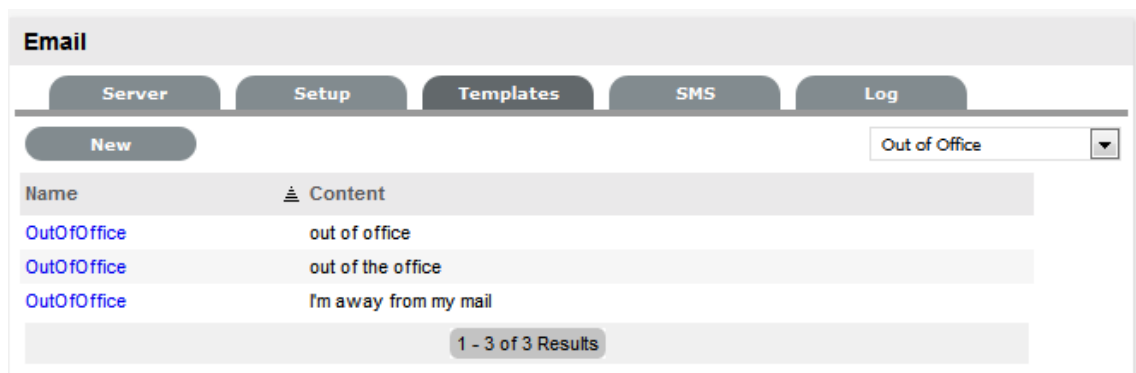 Email
Server Setup Templates SMS Log
New Out of Office
Name Content
OutOfOffice out of office
OutOfOffice out of the office
OutOfOffice I'm away from my mail
1 - 3 of 3 Results